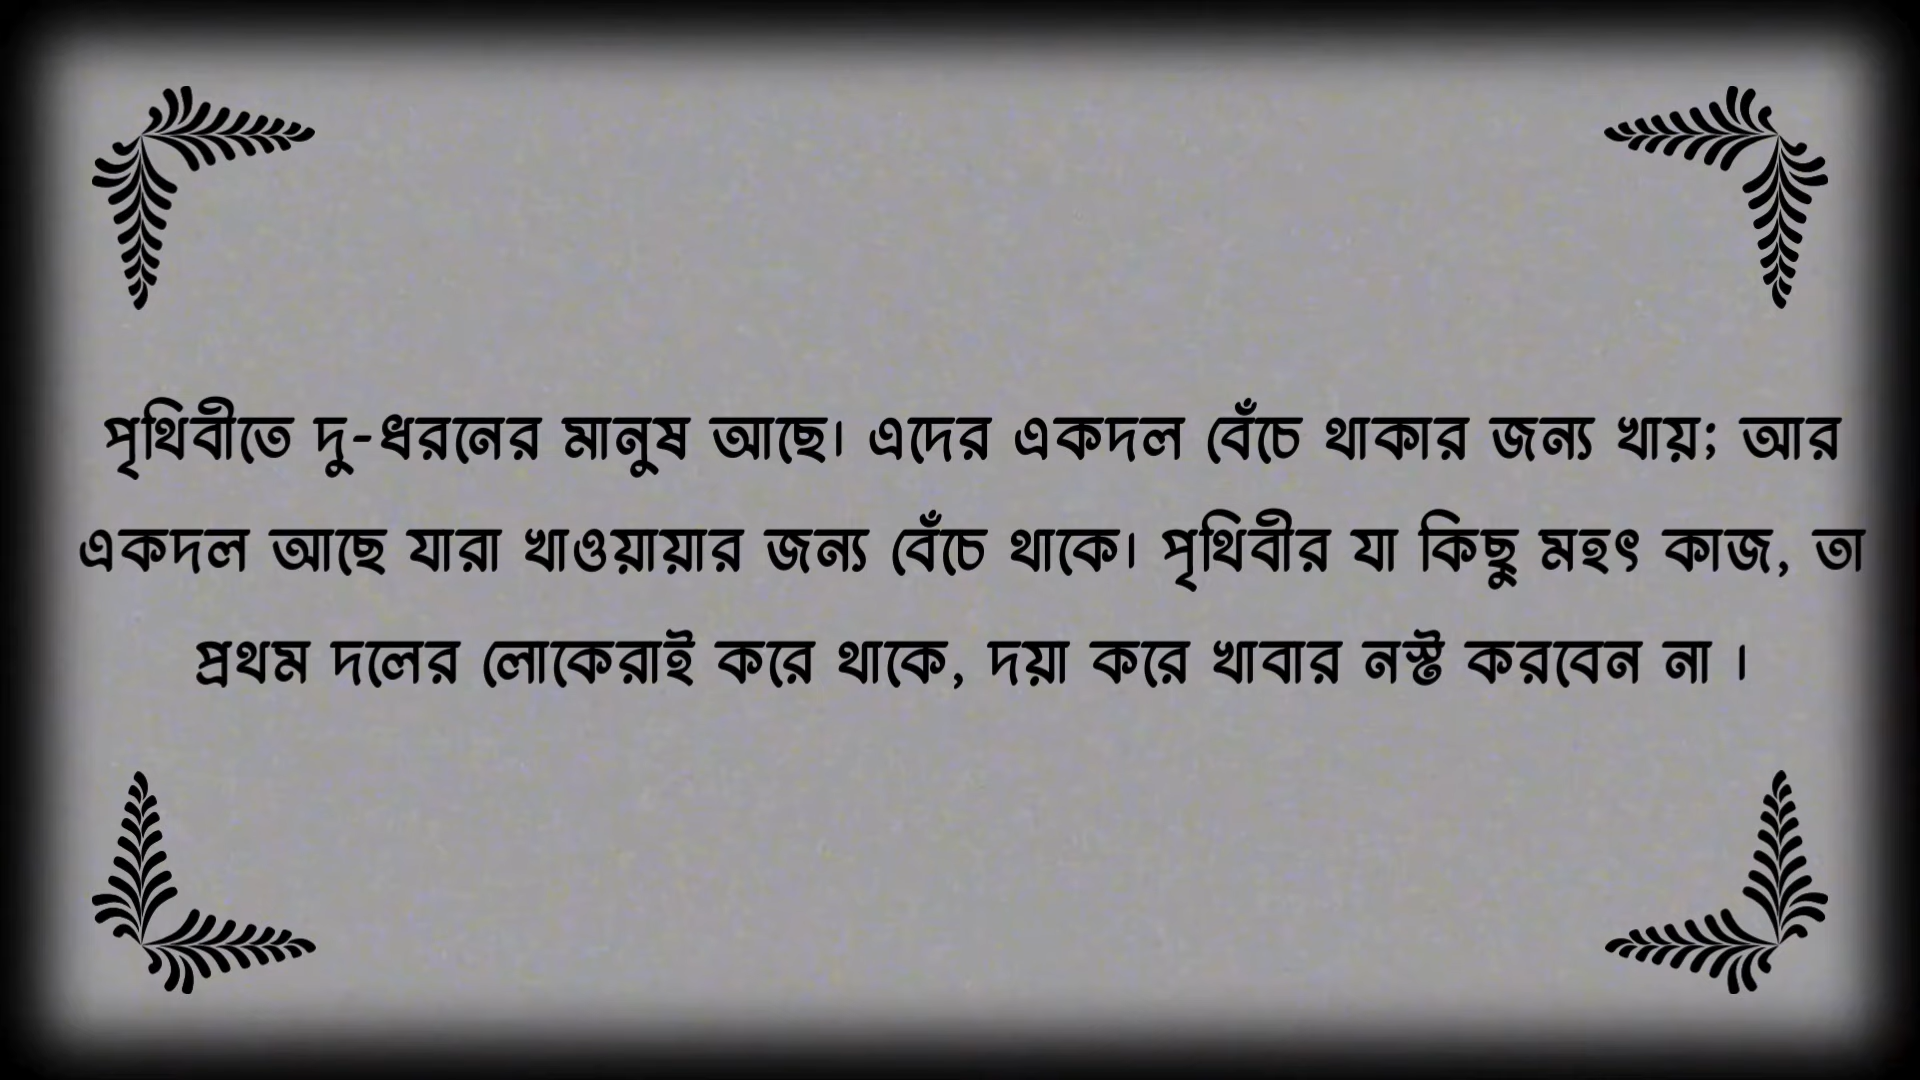 পৃথিবীতে দু-ধরনের মানুষ আছে। এদের একদল বেঁচে থাকার জন্য খায়; আর
একদল আছে যারা খাওয়ায়ার জন্য বেঁচে থাকে। পৃথিবীর যা কিছু মহৎ কাজ, তা
প্রথম দলের লোকেরাই করে থাকে, দয়া করে খাবার নস্ট করবেন না ।